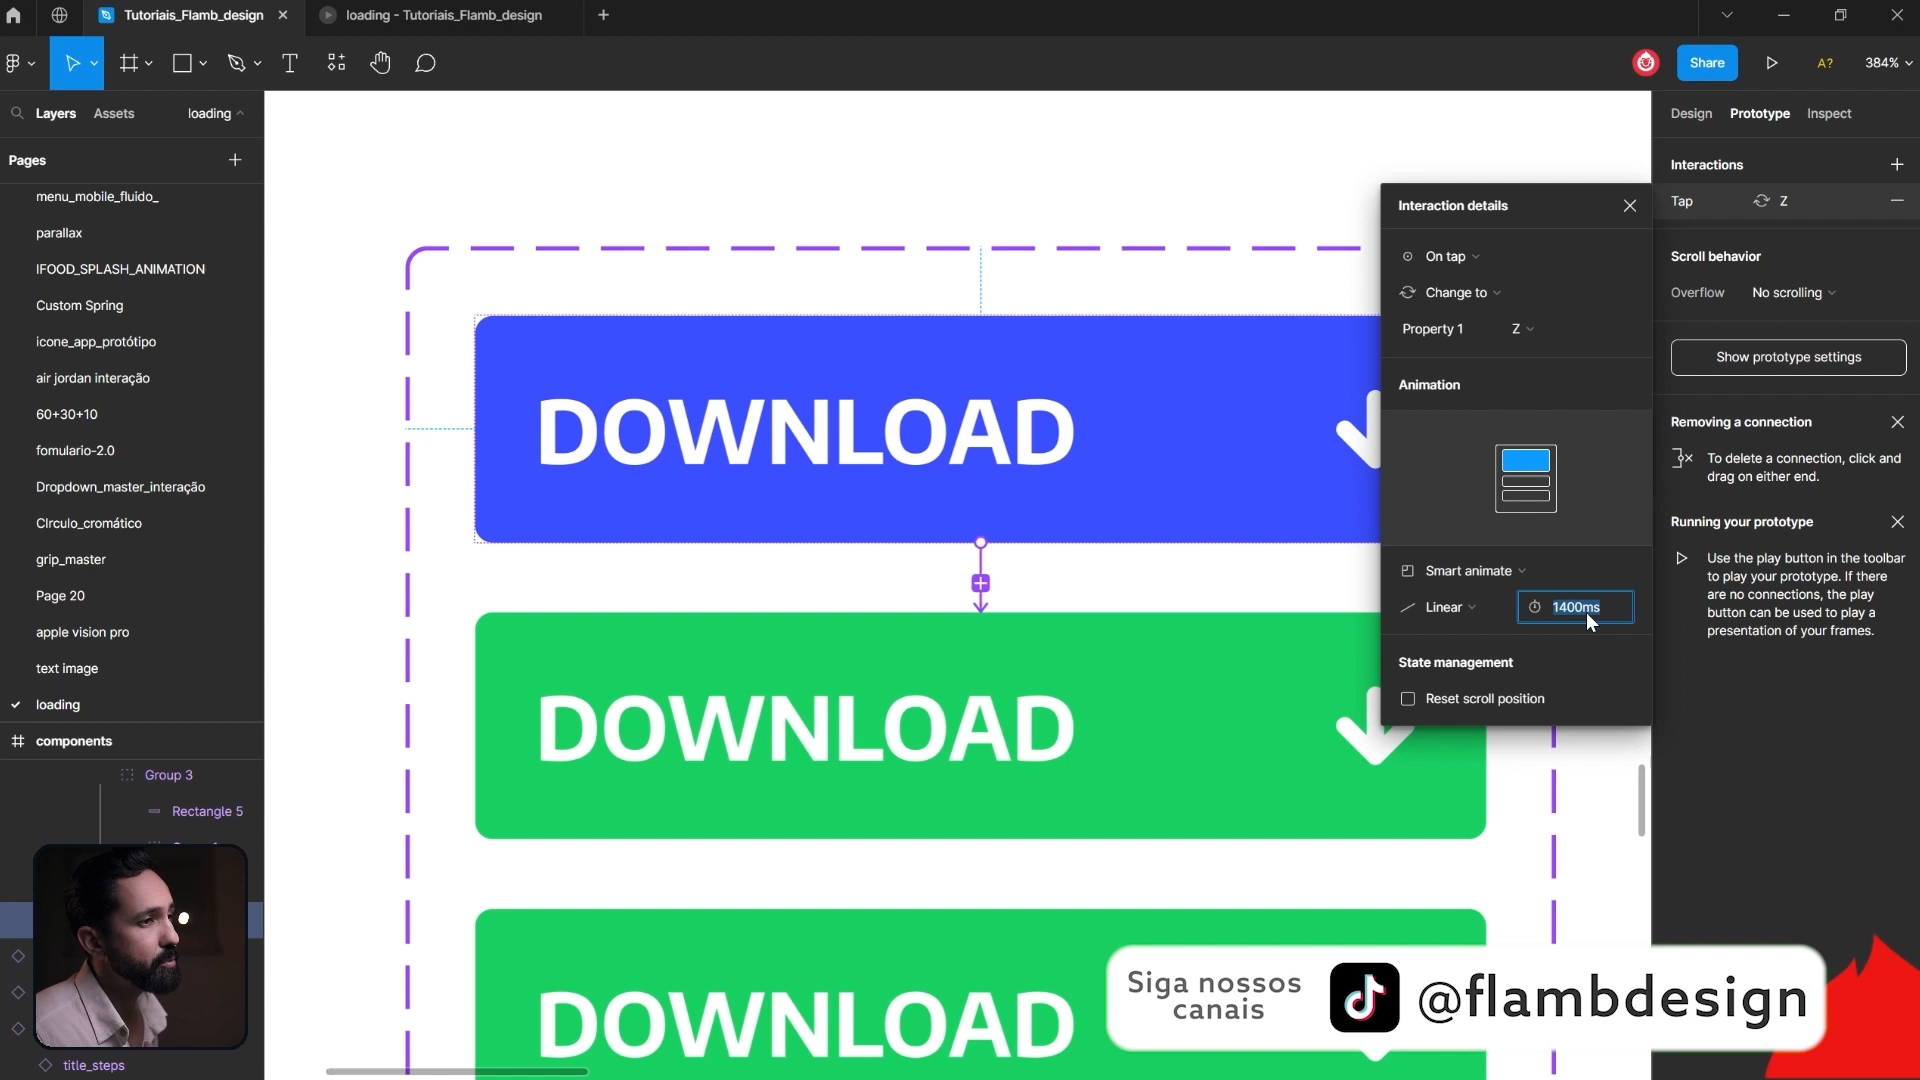 Tutoriais_Flamb_design
loading - Tutoriais_Flamb_design
Share
A?
384%
Layers
Assets
loading
Pages
menu_mobile_fluido_
parallax
IFOOD_SPLASH_ANIMATION
Custom Spring
icone_app_protótipo
air jordan interação
60+30+10
fomulario-2.0
Dropdown_master_interação
CIrculo_cromático
grip_master
Page 20
apple vision pro
text image
loading
components
Group 3
Rectangle 5
title_steps
DOWNLOAD
DOWNLOAD
DOWNLOAD
Interaction details
On tap
Change to
Property 1
Z
Animation
Smart animate
Linear
1400ms
State management
Reset scroll position
Design
Prototype
Inspect
Interactions
Tap
Z
Scroll behavior
Overflow
No scrolling
Show prototype settings
Removing a connection
To delete a connection, click and
drag on either end.
Running your prototype
Use the play button in the toolbar
to play your prototype. If there
are no connections, the play
button can be used to play a
presentation of your frames.
Siga nossos
canais
@flambdesign